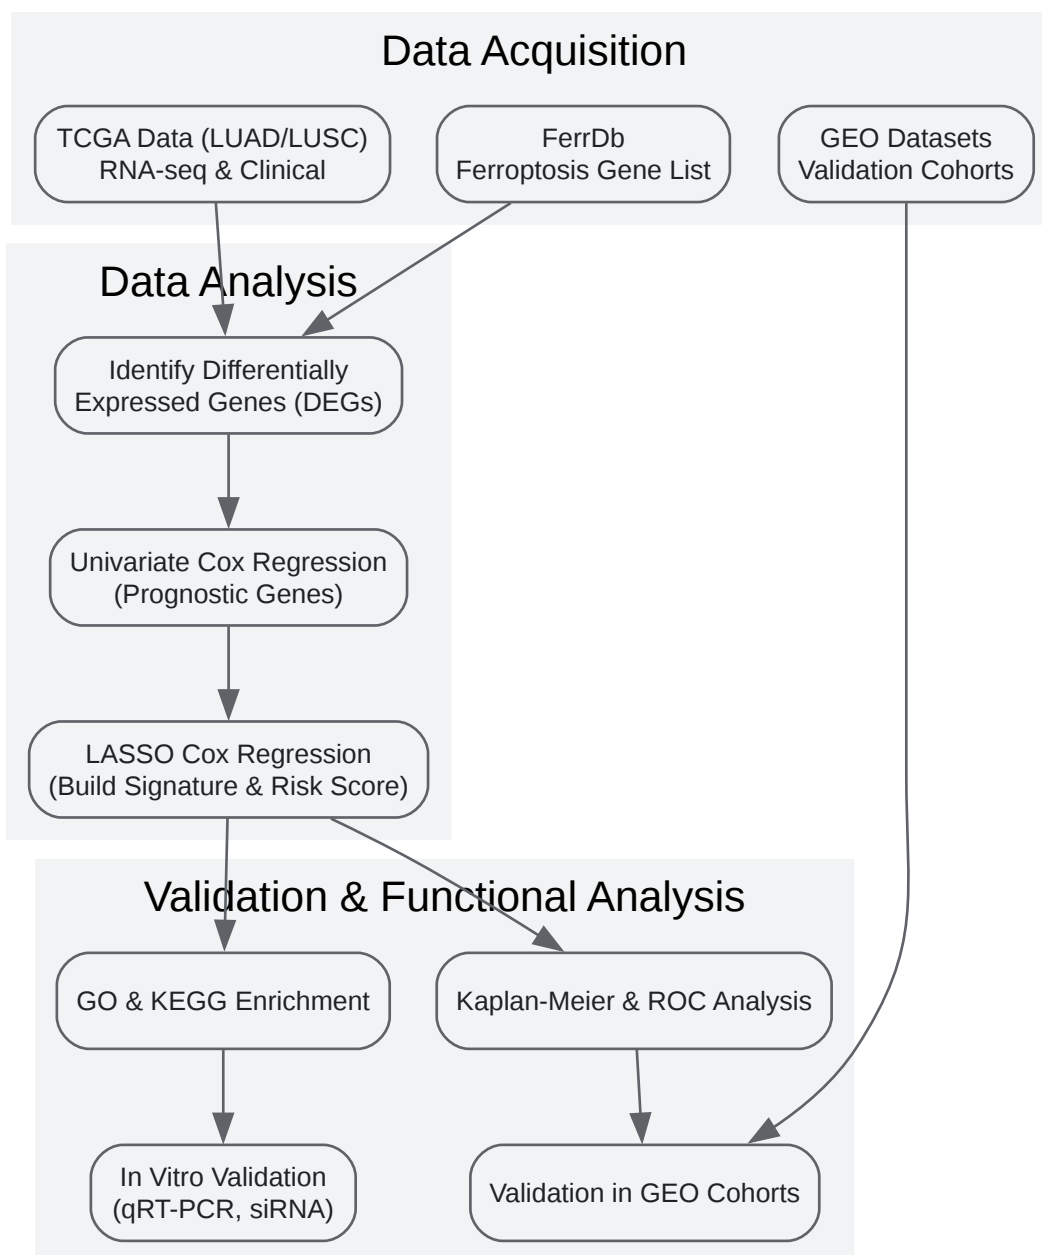 Data Acquisition
TCGA Data (LUAD/LUSC)
RNA-seq & Clinical
FerrDb
Ferroptosis Gene List
GEO Datasets
Validation Cohorts
Data Analysis
Identify Differentially
Expressed Genes (DEGs)
Univariate Cox Regression
(Prognostic Genes)
LASSO Cox Regression
(Build Signature & Risk Score)
Validation & Functional Analysis
GO & KEGG Enrichment
Kaplan-Meier & ROC Analysis
In Vitro Validation
(qRT-PCR, siRNA)
Validation in GEO Cohorts